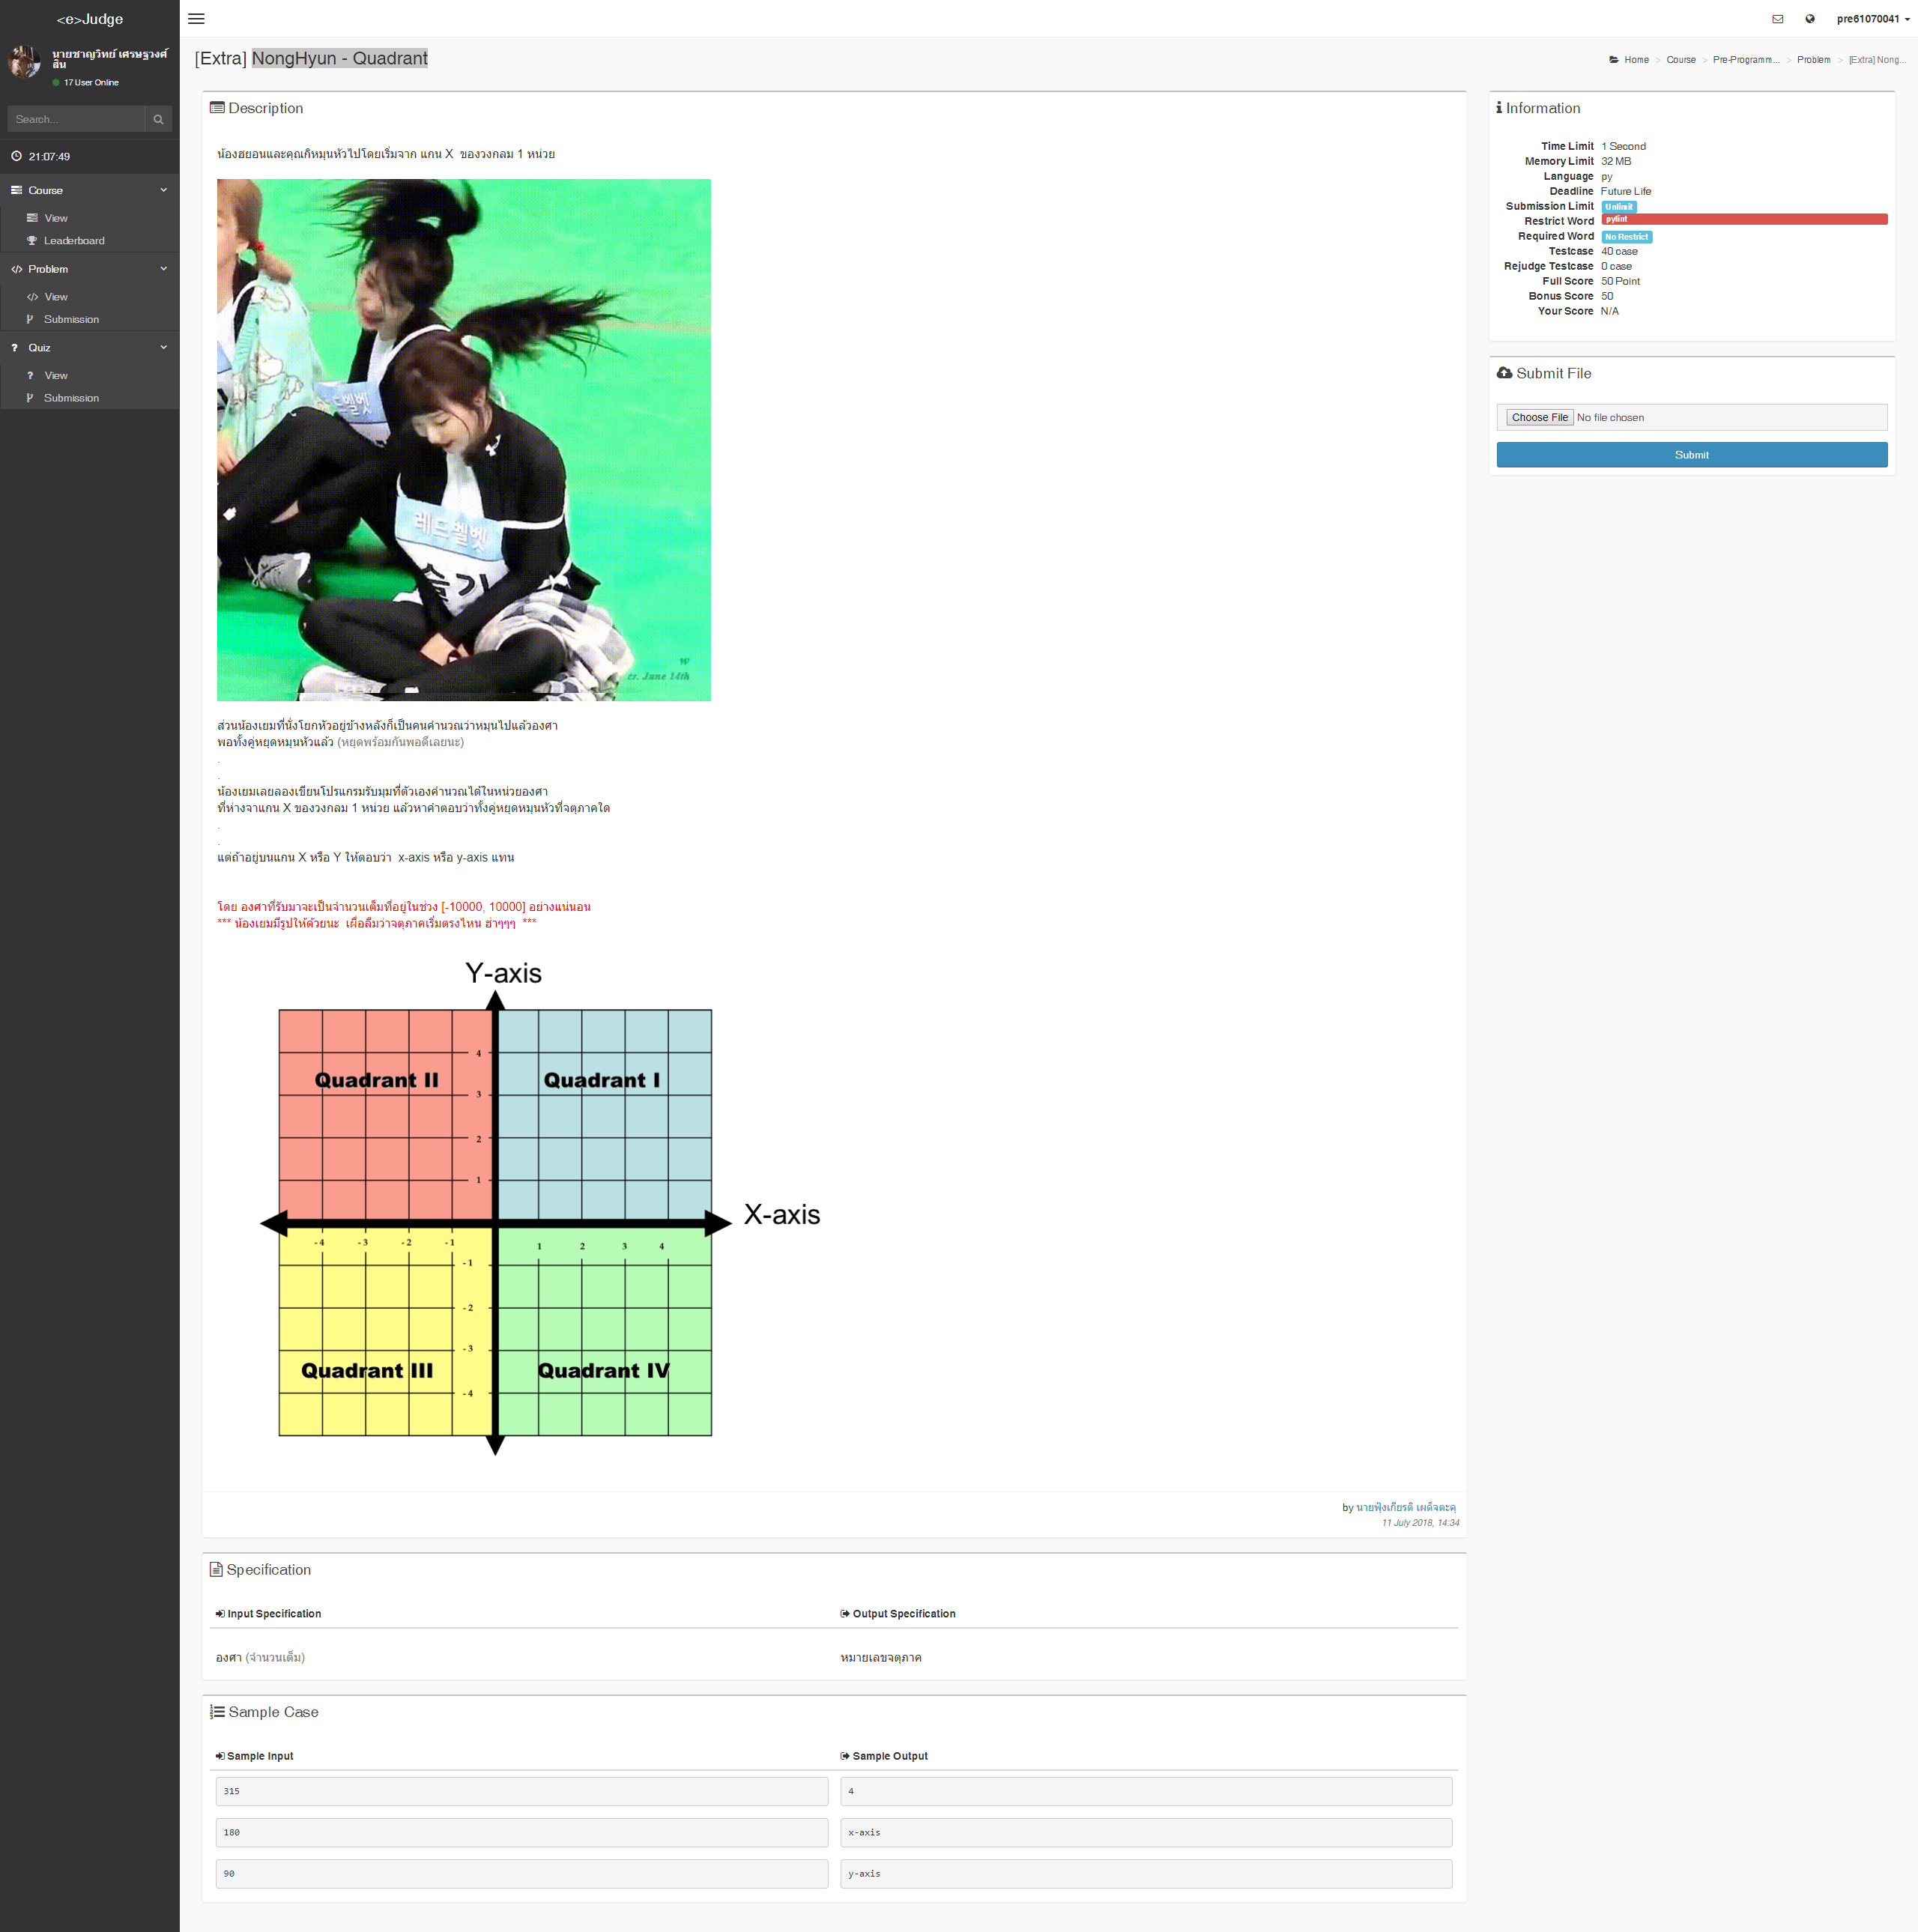 <e>Judge
นายชาญวิทย์ เศรษฐวงศ์
สิน
17 User Online
Search...
21:07:49
Course
View
Leaderboard
Problem
View
Submission
Quiz
View
Submission
pre61070041
[Extra] NongHyun - Quadrant
Home > Course > Pre-Programm... > Problem > [Extra] Nong...
Description
น้องฮยอนและคุณกิหมุนหัวไปโดยเริ่มจาก แกน X ของวงกลม 1 หน่วย
레드벨벳
슬기
cr. June 14th
ส่วนน้องเยมที่นั่งโยกหัวอยู่ข้างหลังก็เป็นคนคำนวณว่าหมุนไปแล้วองศา
พอทั้งคู่หยุดหมุนหัวแล้ว (หยุดพร้อมกันพอดีเลยนะ)
.
.
น้องเยมเลยลองเขียนโปรแกรมรับมุมที่ตัวเองคำนวณได้ในหน่วยองศา
ที่ห่างจาแกน X ของวงกลม 1 หน่วย แล้วหาคำตอบว่าทั้งคู่หยุดหมุนหัวที่จตุภาคใด
.
.
แต่ถ้าอยู่บนแกน X หรือ Y ให้ตอบว่า x-axis หรือ y-axis แทน
โดย องศาที่รับมาจะเป็นจำนวนเต็มที่อยู่ในช่วง [-10000, 10000] อย่างแน่นอน
*** น้องเยมมีรูปให้ด้วยนะ เผื่อลืมว่าจตุภาคเริ่มตรงไหน ฮ่าๆๆๆ ***
Y-axis
4
Quadrant II
Quadrant I
3
2
1
X-axis
-4 -3 -2 -1
1 2 3 4
-1
-2
-3
Quadrant III
Quadrant IV
-4
by นายฟุ้งเกียรติ เผด็จตะคุ
11 July 2018, 14:34
Specification
Input Specification
Output Specification
องศา (จำนวนเต็ม)
หมายเลขจตุภาค
Sample Case
Sample Input
Sample Output
315
4
180
x-axis
90
y-axis
Information
Time Limit 1 Second
Memory Limit 32 MB
Language py
Deadline Future Life
Submission Limit Unlimit
Restrict Word pylint
Required Word No Restrict
Testcase 40 case
Rejudge Testcase 0 case
Full Score 50 Point
Bonus Score 50
Your Score N/A
Submit File
Choose File No file chosen
Submit